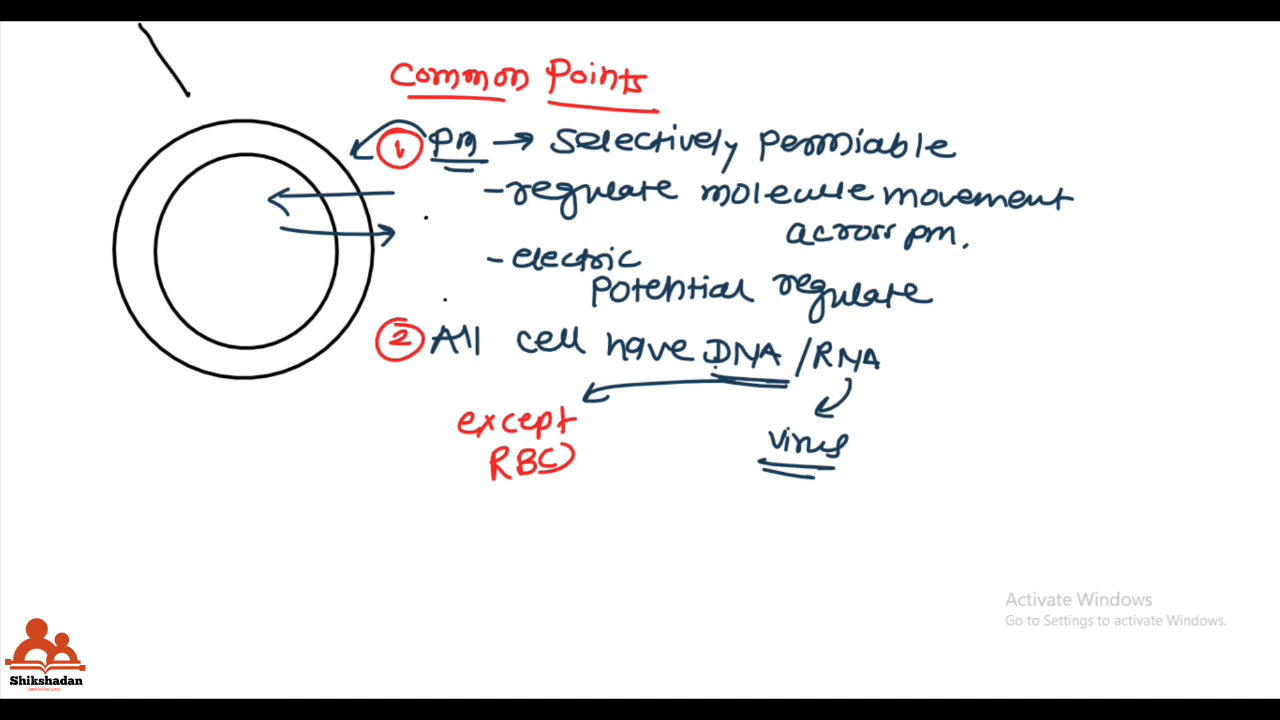 Common Points
① PM → Selectively Permiable
- regulate molecule movement
across pm.
- electric
Potential regulate
② All cell have DNA / RNA
except
RBC
virus
Activate Windows
Go to Settings to activate Windows.
Shikshadan